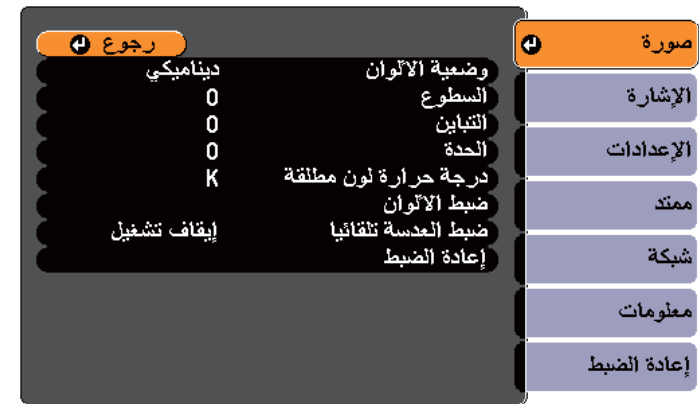 صورة
الإشارة
الإعدادات
ممتد
شبكة
معلومات
إعادة الضبط
رجوع
وضعية الألوان ديناميكي
السطوع 0
التباين 0
الحدة 0
درجة حرارة لون مطلقة K
ضبط الألوان
ضبط العدسة تلقائيا إيقاف تشغيل
إعادة الضبط